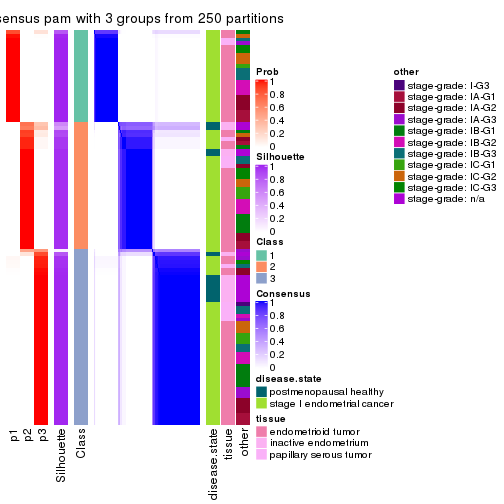 sensus pam with 3 groups from 250 partitions
p1
p2
p3
Silhouette
Class
disease.state
tissue
other
Prob
1
0.8
0.6
0.4
0.2
0
Silhouette
1
0.8
0.6
0.4
0.2
0
Class
1
2
3
Consensus
1
0.8
0.6
0.4
0.2
0
disease.state
postmenopausal healthy
stage I endometrial cancer
tissue
endometrioid tumor
inactive endometrium
papillary serous tumor
other
stage-grade: I-G3
stage-grade: IA-G1
stage-grade: IA-G2
stage-grade: IA-G3
stage-grade: IB-G1
stage-grade: IB-G2
stage-grade: IB-G3
stage-grade: IC-G1
stage-grade: IC-G2
stage-grade: IC-G3
stage-grade: n/a